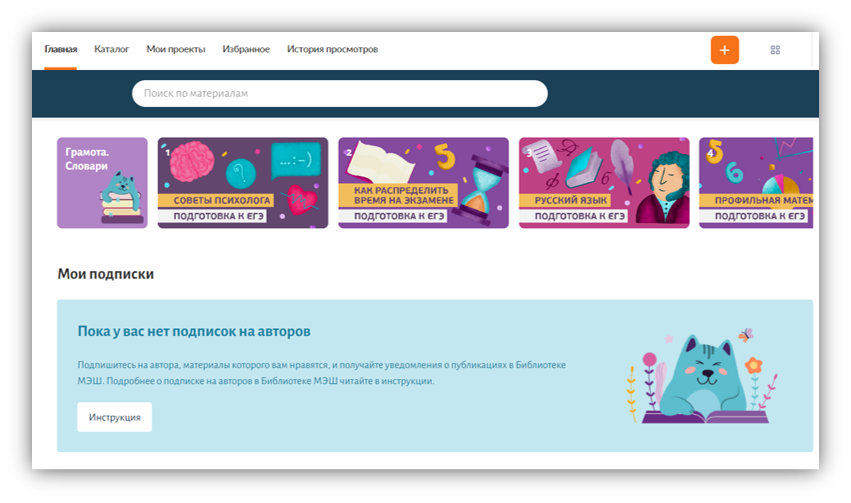 Главная Каталог Мои проекты Избранное История просмотров
Поиск по материалам
Грамота.
Словари
1
...:-)
?
СОВЕТЫ ПСИХОЛОГА
ПОДГОТОВКА К ЕГЭ
2
5
КАК РАСПРЕДЕЛИТЬ
ВРЕМЯ НА ЭКЗАМЕНЕ
ПОДГОТОВКА К ЕГЭ
3
ф б
РУССКИЙ ЯЗЫК
ПОДГОТОВКА К ЕГЭ
4
5
6
ПРОФИЛЬНАЯ МАТЕМ
ПОДГОТОВКА К ЕГЭ
Мои подписки
Пока у вас нет подписок на авторов
Подпишитесь на автора, материалы которого вам нравятся, и получайте уведомления о публикациях в Библиотеке
МЭШ. Подробнее о подписке на авторов в Библиотеке МЭШ читайте в инструкции.
Инструкция